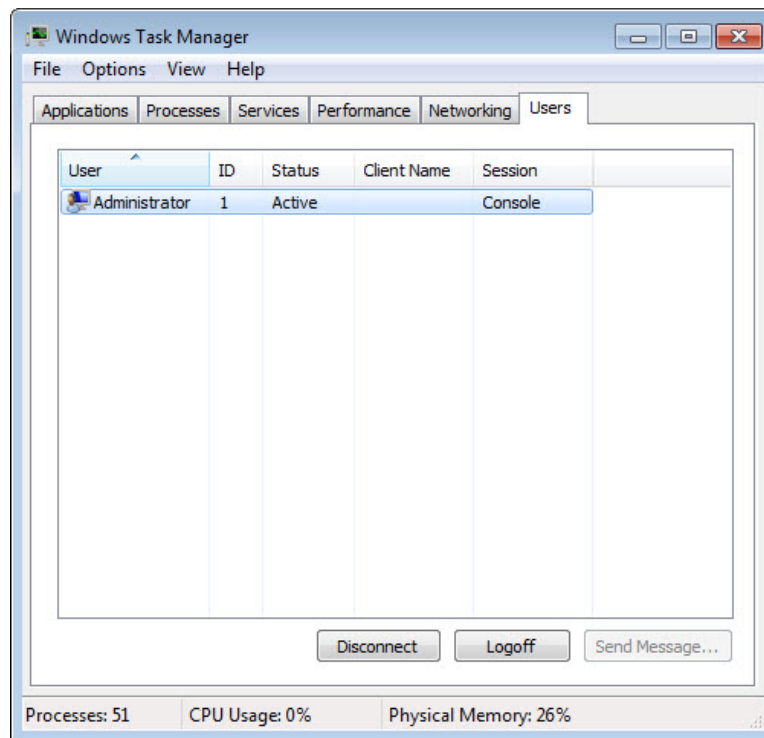 Windows Task Manager
File Options View Help
Applications Processes Services Performance Networking Users
User ID Status Client Name Session
Administrator 1 Active Console
Disconnect Logoff Send Message...
Processes: 51 CPU Usage: 0% Physical Memory: 26%